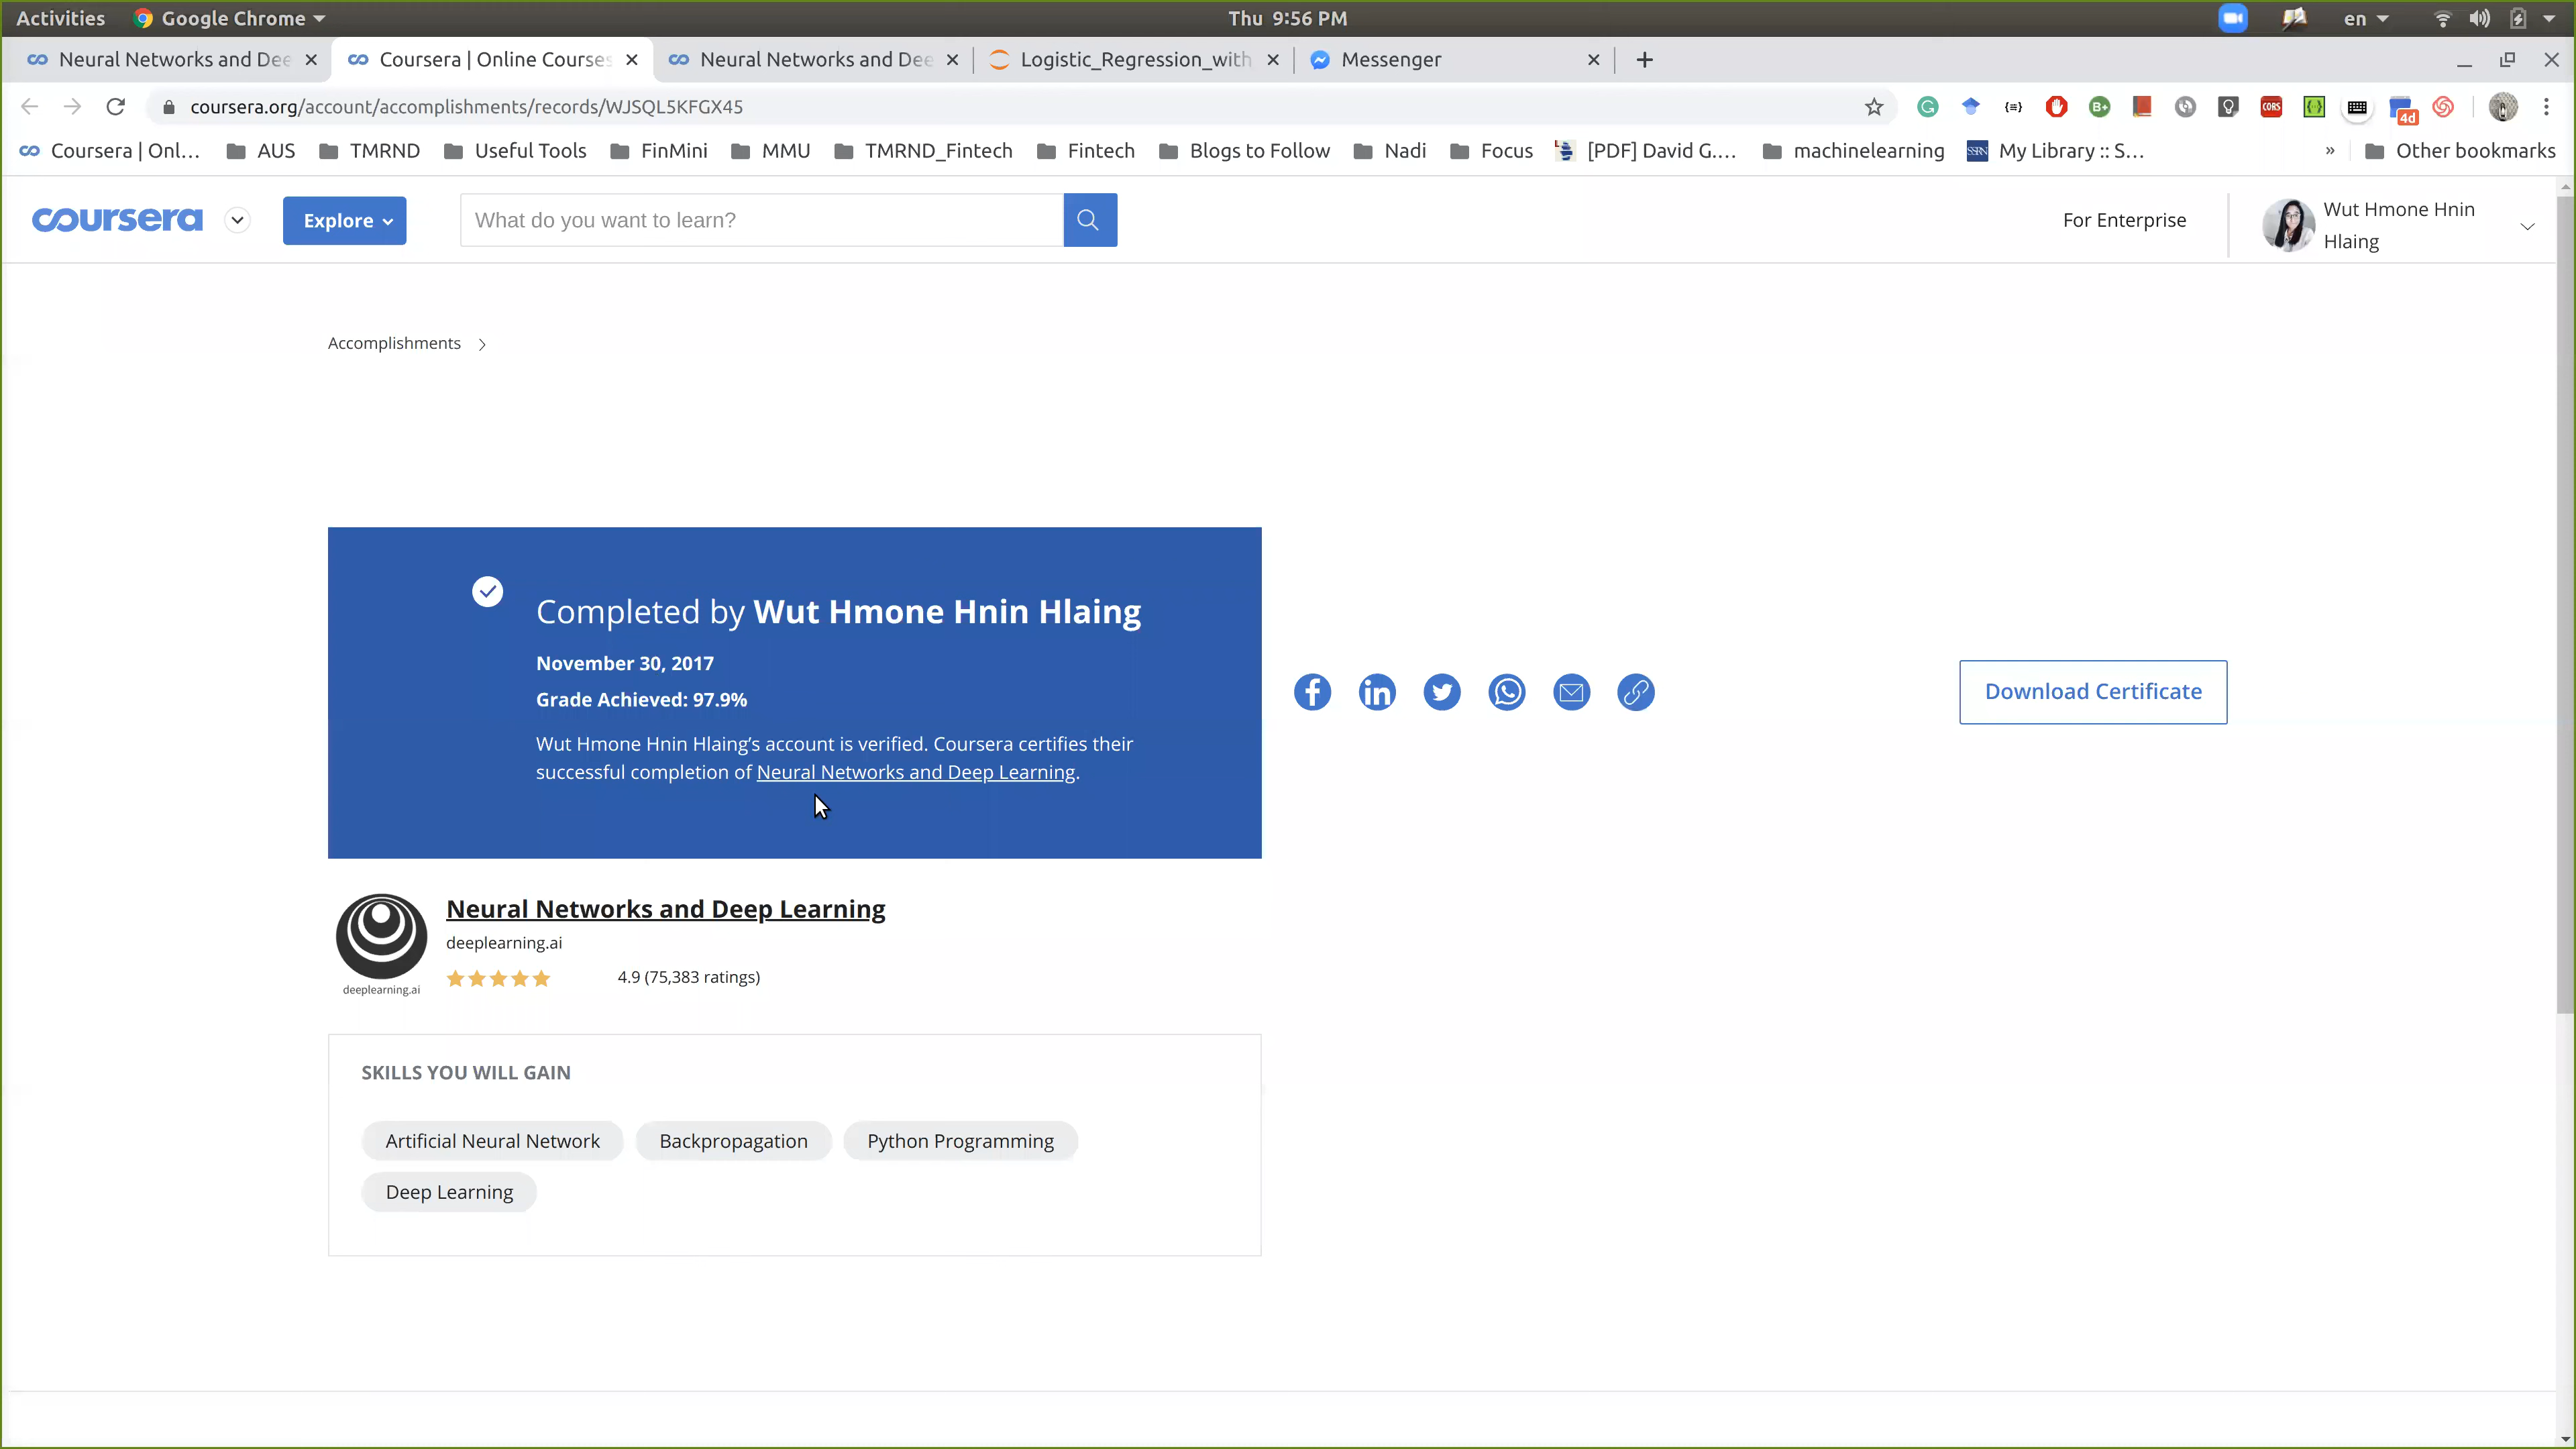 Activities Google Chrome Thu 9:56 PM en
Neural Networks and Dee Coursera | Online Courses Neural Networks and Dee Logistic_Regression_with Messenger
coursera.org/account/accomplishments/records/WJSQL5KFGX45 CORS 4d
Coursera | Onl... AUS TMRND Useful Tools FinMini MMU TMRND_Fintech Fintech Blogs to Follow Nadi Focus [PDF] David G.... machinelearning SSRN My Library :: S... » Other bookmarks
coursera Explore What do you want to learn? For Enterprise Wut Hmone Hnin
Hlaing
Accomplishments
Completed by Wut Hmone Hnin Hlaing
November 30, 2017
Grade Achieved: 97.9%
Download Certificate
Wut Hmone Hnin Hlaing's account is verified. Coursera certifies their
successful completion of Neural Networks and Deep Learning.
Neural Networks and Deep Learning
deeplearning.ai
4.9 (75,383 ratings)
deeplearning.ai
SKILLS YOU WILL GAIN
Artificial Neural Network Backpropagation Python Programming
Deep Learning